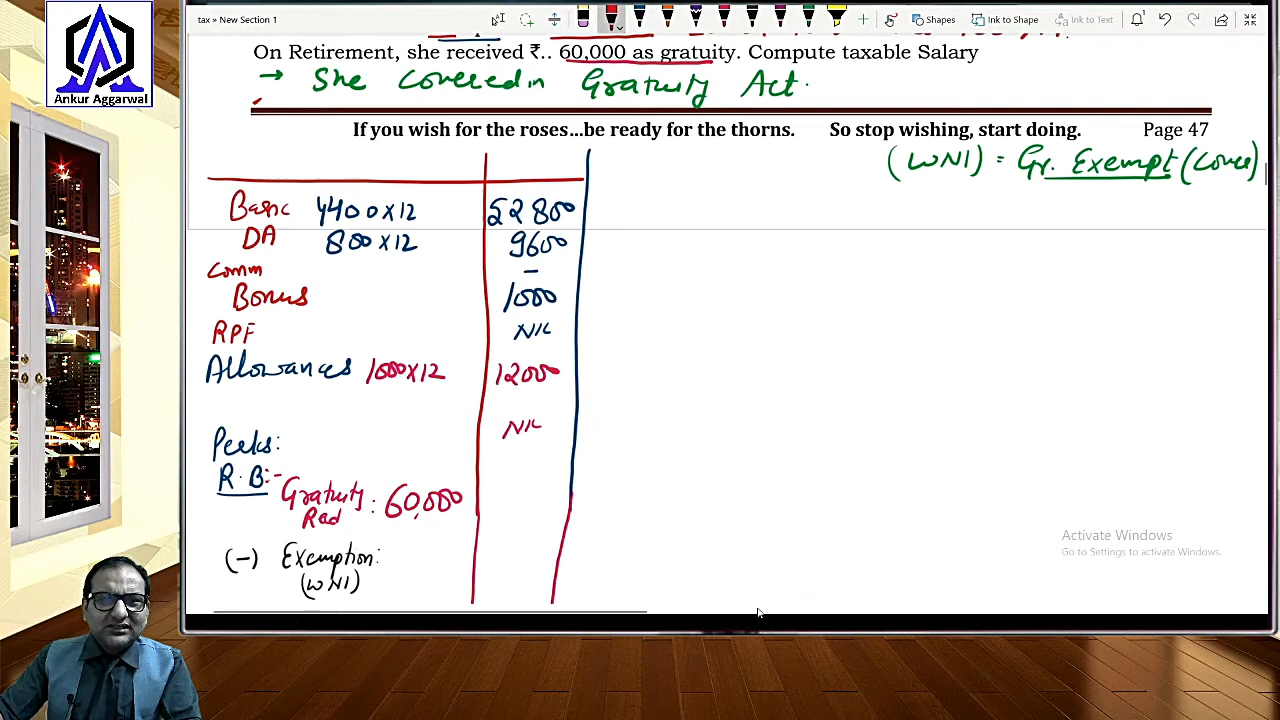 tax » New Section 1
Shapes
Ink to Shape
Ink to Text
Ankur Aggarwal
On Retirement, she received ₹.. 60,000 as gratuity. Compute taxable Salary
→ She covered in Gratuity Act.
If you wish for the roses...be ready for the thorns. So stop wishing, start doing. Page 47
(WN1) = Gr. Exempt (cover)
Basic 4400 x 12 52800
DA 800 x 12 9600
Comm –
Bonus 1000
RPF NIL
Allowances 1000 x 12 12000
Perks: NIL
R.B:-
Gratuity Recd : 60,000
(-) Exemption:
(WN1)
Activate Windows
Go to Settings to activate Windows.